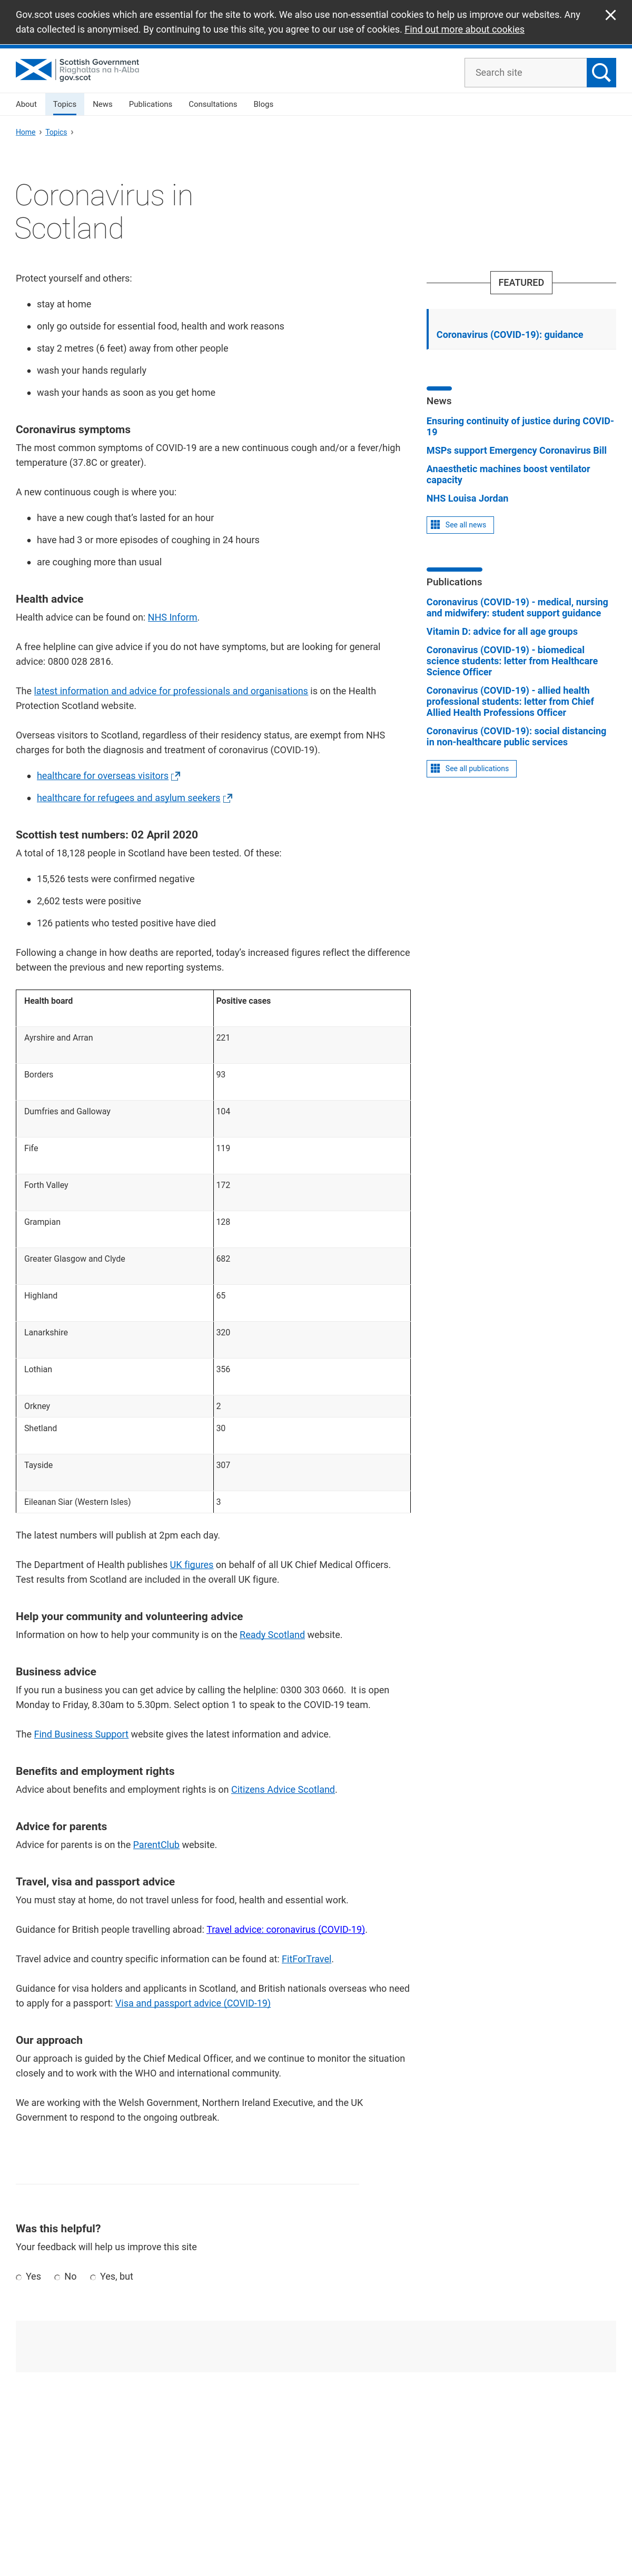 Gov.scot uses cookies which are essential for the site to work. We also use non-essential cookies to help us improve our websites. Any
data collected is anonymised. By continuing to use this site, you agree to our use of cookies. Find out more about cookies
Scottish Government
Riaghaltas na h-Alba
gov.scot
Search site
About
Topics
News
Publications
Consultations
Blogs
Home › Topics ›
Coronavirus in
Scotland
Protect yourself and others:
stay at home
only go outside for essential food, health and work reasons
stay 2 metres (6 feet) away from other people
wash your hands regularly
wash your hands as soon as you get home
Coronavirus symptoms
The most common symptoms of COVID-19 are a new continuous cough and/or a fever/high
temperature (37.8C or greater).
A new continuous cough is where you:
have a new cough that’s lasted for an hour
have had 3 or more episodes of coughing in 24 hours
are coughing more than usual
Health advice
Health advice can be found on: NHS Inform.
A free helpline can give advice if you do not have symptoms, but are looking for general
advice: 0800 028 2816.
The latest information and advice for professionals and organisations is on the Health
Protection Scotland website.
Overseas visitors to Scotland, regardless of their residency status, are exempt from NHS
charges for both the diagnosis and treatment of coronavirus (COVID-19).
healthcare for overseas visitors
healthcare for refugees and asylum seekers
Scottish test numbers: 02 April 2020
A total of 18,128 people in Scotland have been tested. Of these:
15,526 tests were confirmed negative
2,602 tests were positive
126 patients who tested positive have died
Following a change in how deaths are reported, today’s increased figures reflect the difference
between the previous and new reporting systems.
Health board Positive cases
Ayrshire and Arran 221
Borders 93
Dumfries and Galloway 104
Fife 119
Forth Valley 172
Grampian 128
Greater Glasgow and Clyde 682
Highland 65
Lanarkshire 320
Lothian 356
Orkney 2
Shetland 30
Tayside 307
Eileanan Siar (Western Isles) 3
The latest numbers will publish at 2pm each day.
The Department of Health publishes UK figures on behalf of all UK Chief Medical Officers.
Test results from Scotland are included in the overall UK figure.
Help your community and volunteering advice
Information on how to help your community is on the Ready Scotland website.
Business advice
If you run a business you can get advice by calling the helpline: 0300 303 0660. It is open
Monday to Friday, 8.30am to 5.30pm. Select option 1 to speak to the COVID-19 team.
The Find Business Support website gives the latest information and advice.
Benefits and employment rights
Advice about benefits and employment rights is on Citizens Advice Scotland.
Advice for parents
Advice for parents is on the ParentClub website.
Travel, visa and passport advice
You must stay at home, do not travel unless for food, health and essential work.
Guidance for British people travelling abroad: Travel advice: coronavirus (COVID-19).
Travel advice and country specific information can be found at: FitForTravel.
Guidance for visa holders and applicants in Scotland, and British nationals overseas who need
to apply for a passport: Visa and passport advice (COVID-19)
Our approach
Our approach is guided by the Chief Medical Officer, and we continue to monitor the situation
closely and to work with the WHO and international community.
We are working with the Welsh Government, Northern Ireland Executive, and the UK
Government to respond to the ongoing outbreak.
FEATURED
Coronavirus (COVID-19): guidance
News
Ensuring continuity of justice during COVID-
19
MSPs support Emergency Coronavirus Bill
Anaesthetic machines boost ventilator
capacity
NHS Louisa Jordan
See all news
Publications
Coronavirus (COVID-19) - medical, nursing
and midwifery: student support guidance
Vitamin D: advice for all age groups
Coronavirus (COVID-19) - biomedical
science students: letter from Healthcare
Science Officer
Coronavirus (COVID-19) - allied health
professional students: letter from Chief
Allied Health Professions Officer
Coronavirus (COVID-19): social distancing
in non-healthcare public services
See all publications
Was this helpful?
Your feedback will help us improve this site
Yes No Yes, but